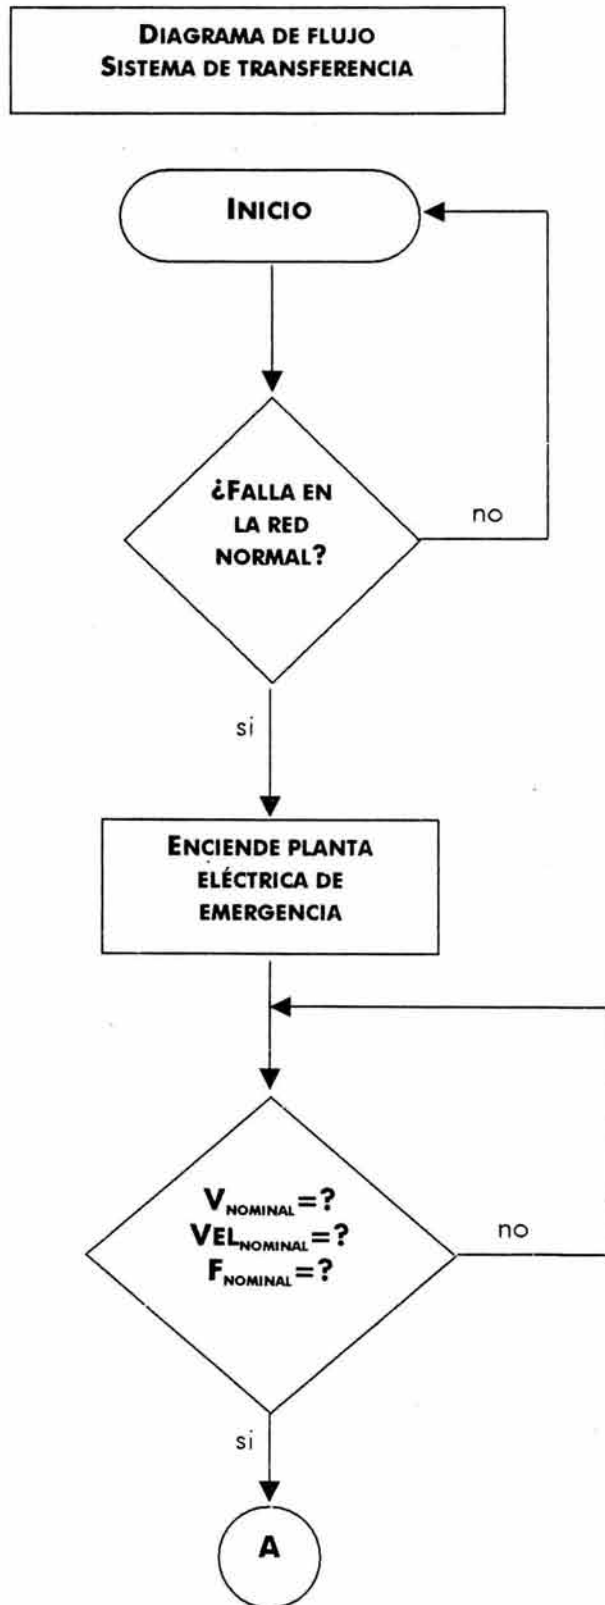 DIAGRAMA DE FLUJO
SISTEMA DE TRANSFERENCIA
INICIO
¿FALLA EN
LA RED
NORMAL?
no
si
ENCIENDE PLANTA
ELÉCTRICA DE
EMERGENCIA
VNOMINAL=?
VELNOMINAL=?
FNOMINAL=?
no
si
A